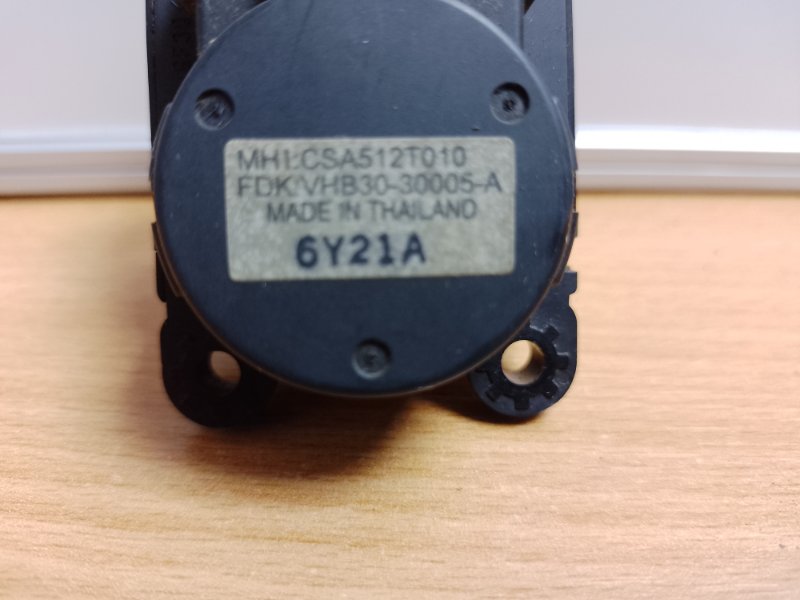 MHI:CSA512T010
FDK/VHB30-30005-A
MADE IN THAILAND
6Y21A